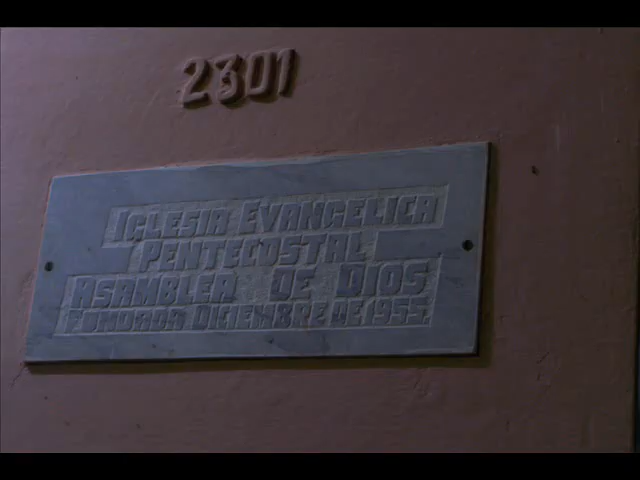 2301
IGLESIA EVANGELICA
PENTECOSTAL
ASAMBLEA DE DIOS
FUNDADA DICIEMBRE DE 1955.